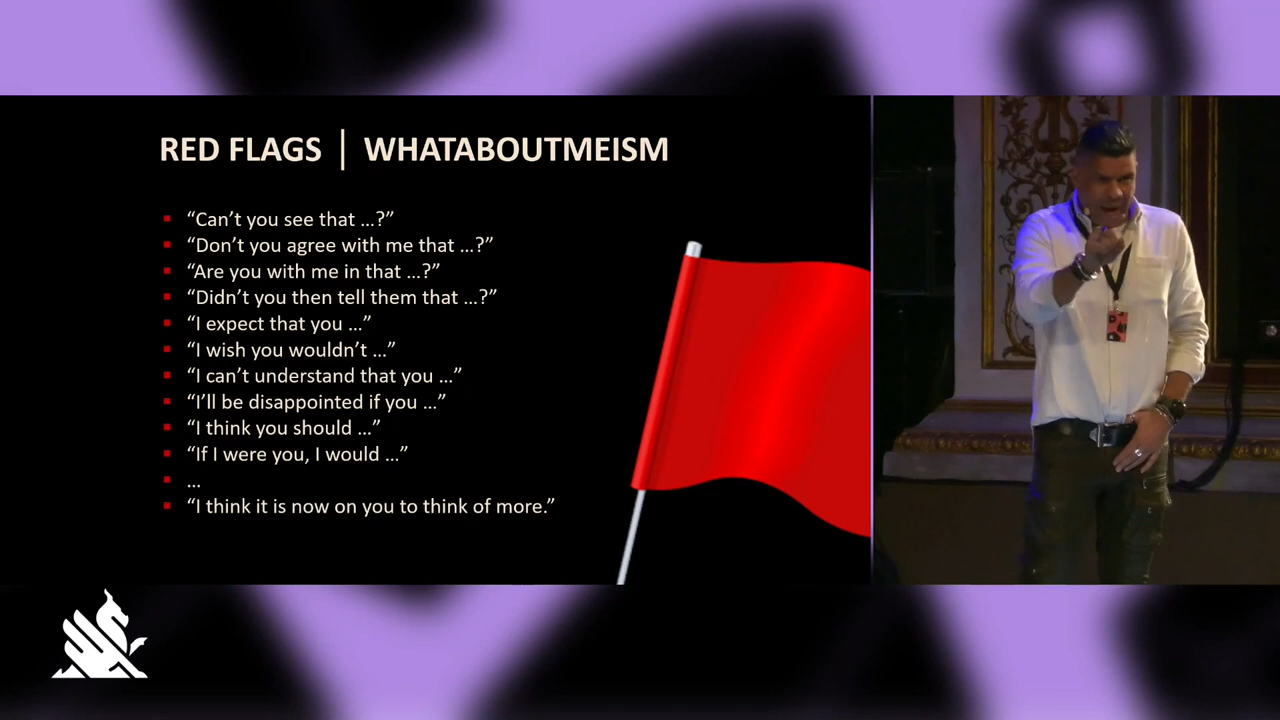 RED FLAGS | WHATABOUTMEISM
“Can’t you see that ...?”
“Don’t you agree with me that ...?”
“Are you with me in that ...?”
“Didn’t you then tell them that ...?”
“I expect that you ...”
“I wish you wouldn’t ...”
“I can’t understand that you ...”
“I’ll be disappointed if you ...”
“I think you should ...”
“If I were you, I would ...”
...
“I think it is now on you to think of more.”